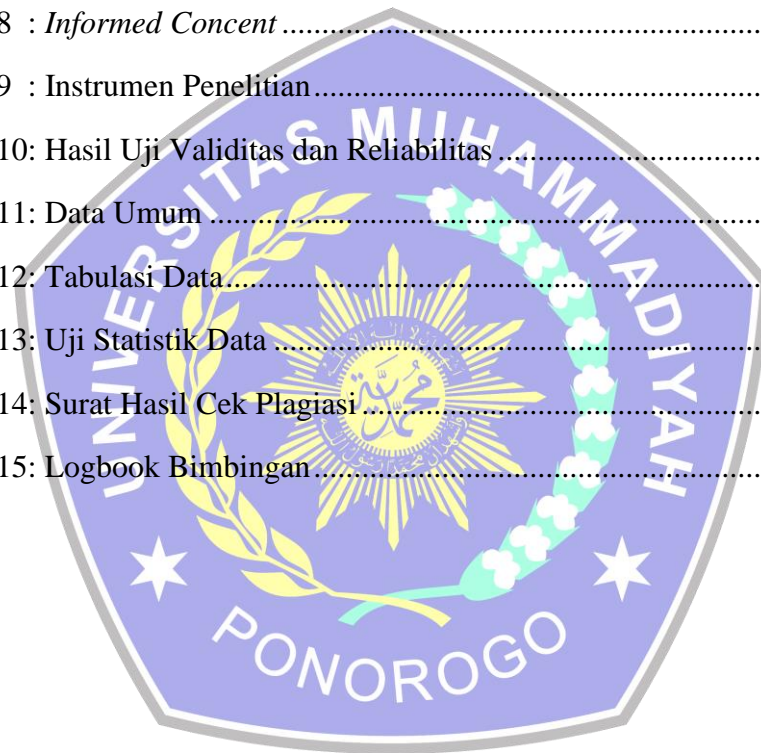 8 : Informed Concent ........................................................
9 : Instrumen Penelitian ........................................................
10: Hasil Uji Validitas dan Reliabilitas ........................................................
11: Data Umum ........................................................
12: Tabulasi Data ........................................................
13: Uji Statistik Data ........................................................
14: Surat Hasil Cek Plagiasi ........................................................
15: Logbook Bimbingan ........................................................
UNIVERSITAS MUHAMMADIYAH
PONOROGO
محمدية